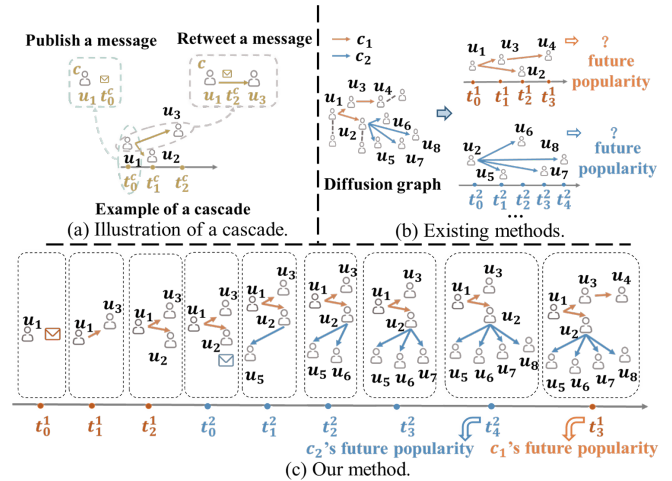 Publish a message
Retweet a message
c
u₁ t₀ᶜ
c
u₁ t₂ᶜ u₃
u₃
u₁
u₂
t₀ᶜ t₁ᶜ t₂ᶜ
Example of a cascade
(a) Illustration of a cascade.
c₁
c₂
u₁ u₃ u₄
u₂ u₆
u₅ u₇ u₈
Diffusion graph
u₁ u₃ u₄
u₂
t₀¹ t₁¹ t₂¹ t₃¹
?
future
popularity
u₆
u₂ u₈
u₅ u₇
t₀² t₁² t₂² t₃² t₄²
...
?
future
popularity
(b) Existing methods.
u₁
u₁ u₃
u₁ u₃ u₂
u₁ u₃ u₂
u₁ u₃ u₂ u₅
u₁ u₃ u₂ u₅ u₆
u₁ u₃ u₂ u₅ u₆ u₇
u₁ u₃ u₂ u₅ u₆ u₇ u₈
u₁ u₃ u₄ u₂ u₅ u₆ u₇ u₈
t₀¹ t₁¹ t₂¹ t₀² t₁² t₂² t₃² t₄² t₃¹
c₂'s future popularity
c₁'s future popularity
(c) Our method.